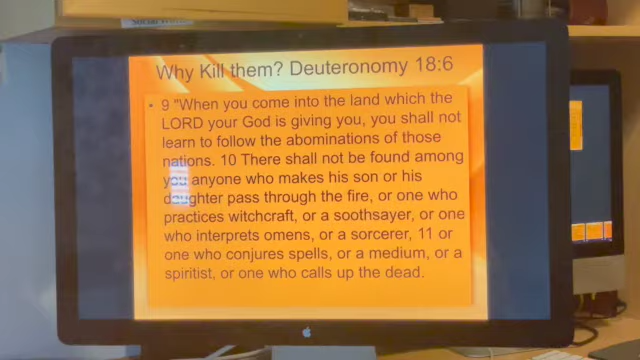 Why Kill them? Deuteronomy 18:6
• 9 "When you come into the land which the
LORD your God is giving you, you shall not
learn to follow the abominations of those
nations. 10 There shall not be found among
you anyone who makes his son or his
daughter pass through the fire, or one who
practices witchcraft, or a soothsayer, or one
who interprets omens, or a sorcerer, 11 or
one who conjures spells, or a medium, or a
spiritist, or one who calls up the dead.